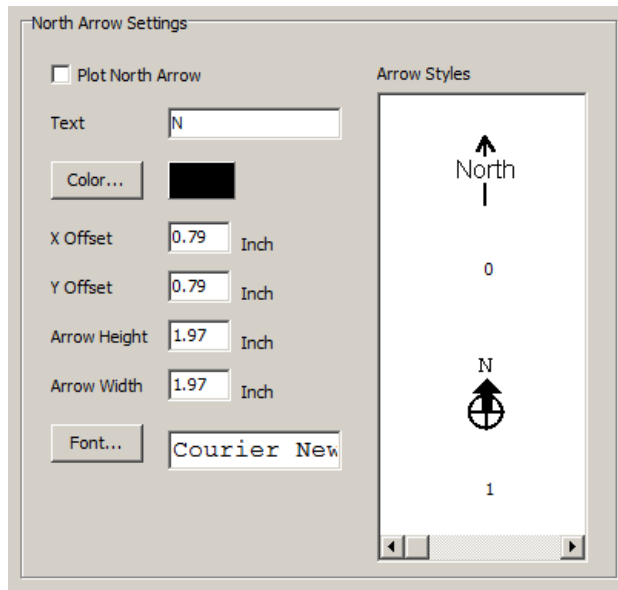 North Arrow Settings
Plot North Arrow
Arrow Styles
Text N
Color...
X Offset 0.79 Inch
Y Offset 0.79 Inch
Arrow Height 1.97 Inch
Arrow Width 1.97 Inch
Font... Courier New
North
0
N
1